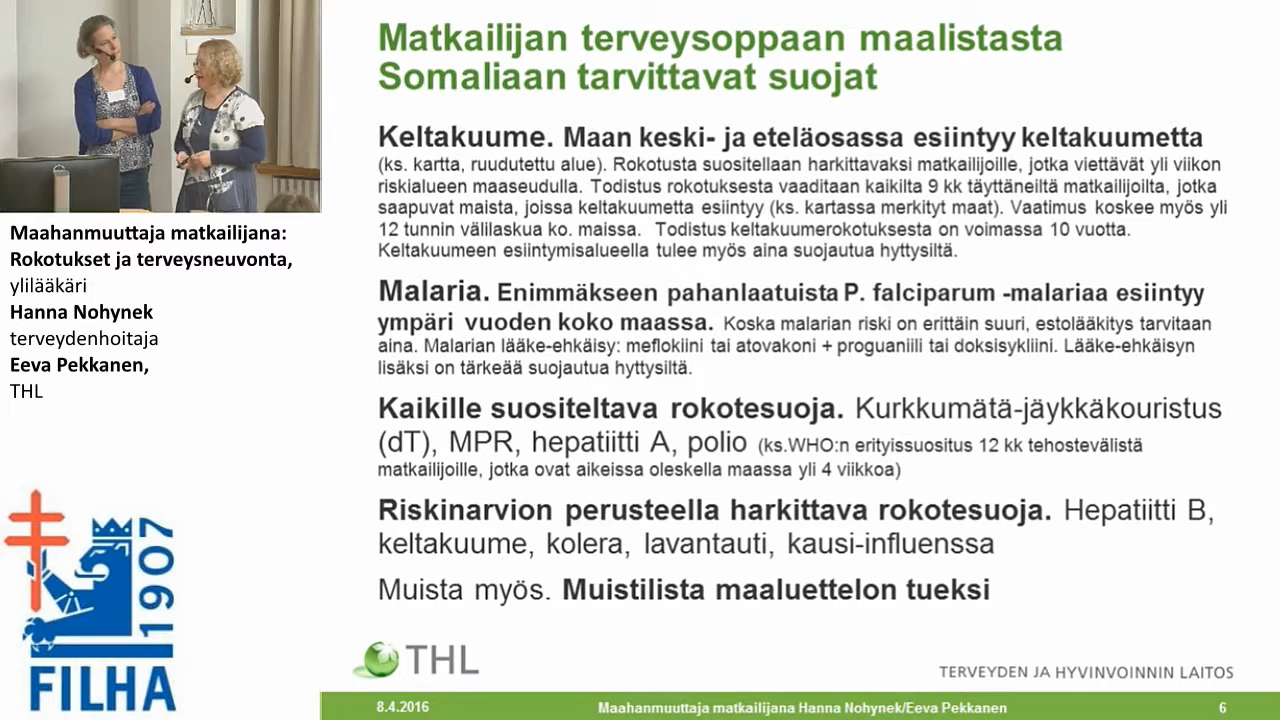 Matkailijan terveysoppaan maalistasta
Somaliaan tarvittavat suojat
Keltakuume. Maan keski- ja eteläosassa esiintyy keltakuumetta
(ks. kartta, ruudutettu alue). Rokotusta suositellaan harkittavaksi matkailijoille, jotka viettävät yli viikon
riskialueen maaseudulla. Todistus rokotuksesta vaaditaan kaikilta 9 kk täyttäneiltä matkailijoilta, jotka
saapuvat maista, joissa keltakuumetta esiintyy (ks. kartassa merkityt maat). Vaatimus koskee myös yli
12 tunnin välilaskua ko. maissa. Todistus keltakuumerokotuksesta on voimassa 10 vuotta.
Keltakuumeen esiintymisalueella tulee myös aina suojautua hyttysiltä.
Malaria. Enimmäkseen pahanlaatuista P. falciparum -malariaa esiintyy
ympäri vuoden koko maassa. Koska malarian riski on erittäin suuri, estolääkitys tarvitaan
aina. Malarian lääke-ehkäisy: meflokiini tai atovakoni + proguaniili tai doksisykliini. Lääke-ehkäisyn
lisäksi on tärkeää suojautua hyttysiltä.
Kaikille suositeltava rokotesuoja. Kurkkumätä-jäykkäkouristus
(dT), MPR, hepatiitti A, polio (ks.WHO:n erityissuositus 12 kk tehostevälistä
matkailijoille, jotka ovat aikeissa oleskella maassa yli 4 viikkoa)
Riskinarvion perusteella harkittava rokotesuoja. Hepatiitti B,
keltakuume, kolera, lavantauti, kausi-influenssa
Muista myös. Muistilista maaluettelon tueksi
THL
TERVEYDEN JA HYVINVOINNIN LAITOS
8.4.2016
Maahanmuuttaja matkailijana Hanna Nohynek/Eeva Pekkanen
6
Maahanmuuttaja matkailijana:
Rokotukset ja terveysneuvonta,
ylilääkäri
Hanna Nohynek
terveydenhoitaja
Eeva Pekkanen,
THL
1907
FILHA